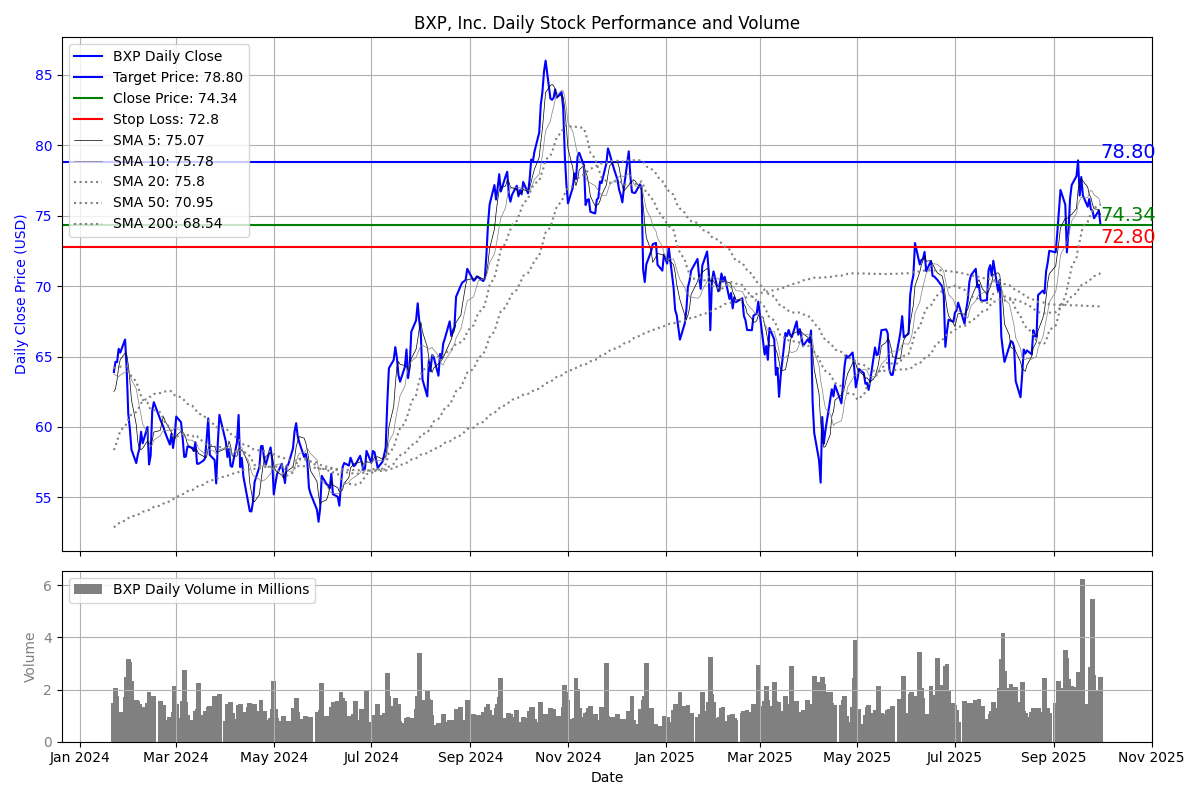 BXP, Inc. Daily Stock Performance and Volume
BXP Daily Close
Target Price: 78.80
Close Price: 74.34
Stop Loss: 72.8
SMA 5: 75.07
SMA 10: 75.78
SMA 20: 75.8
SMA 50: 70.95
SMA 200: 68.54
85
80
75
70
65
60
55
Daily Close Price (USD)
78.80
74.34
72.80
BXP Daily Volume in Millions
6
4
2
0
Volume
Jan 2024 Mar 2024 May 2024 Jul 2024 Sep 2024 Nov 2024 Jan 2025 Mar 2025 May 2025 Jul 2025 Sep 2025 Nov 2025
Date